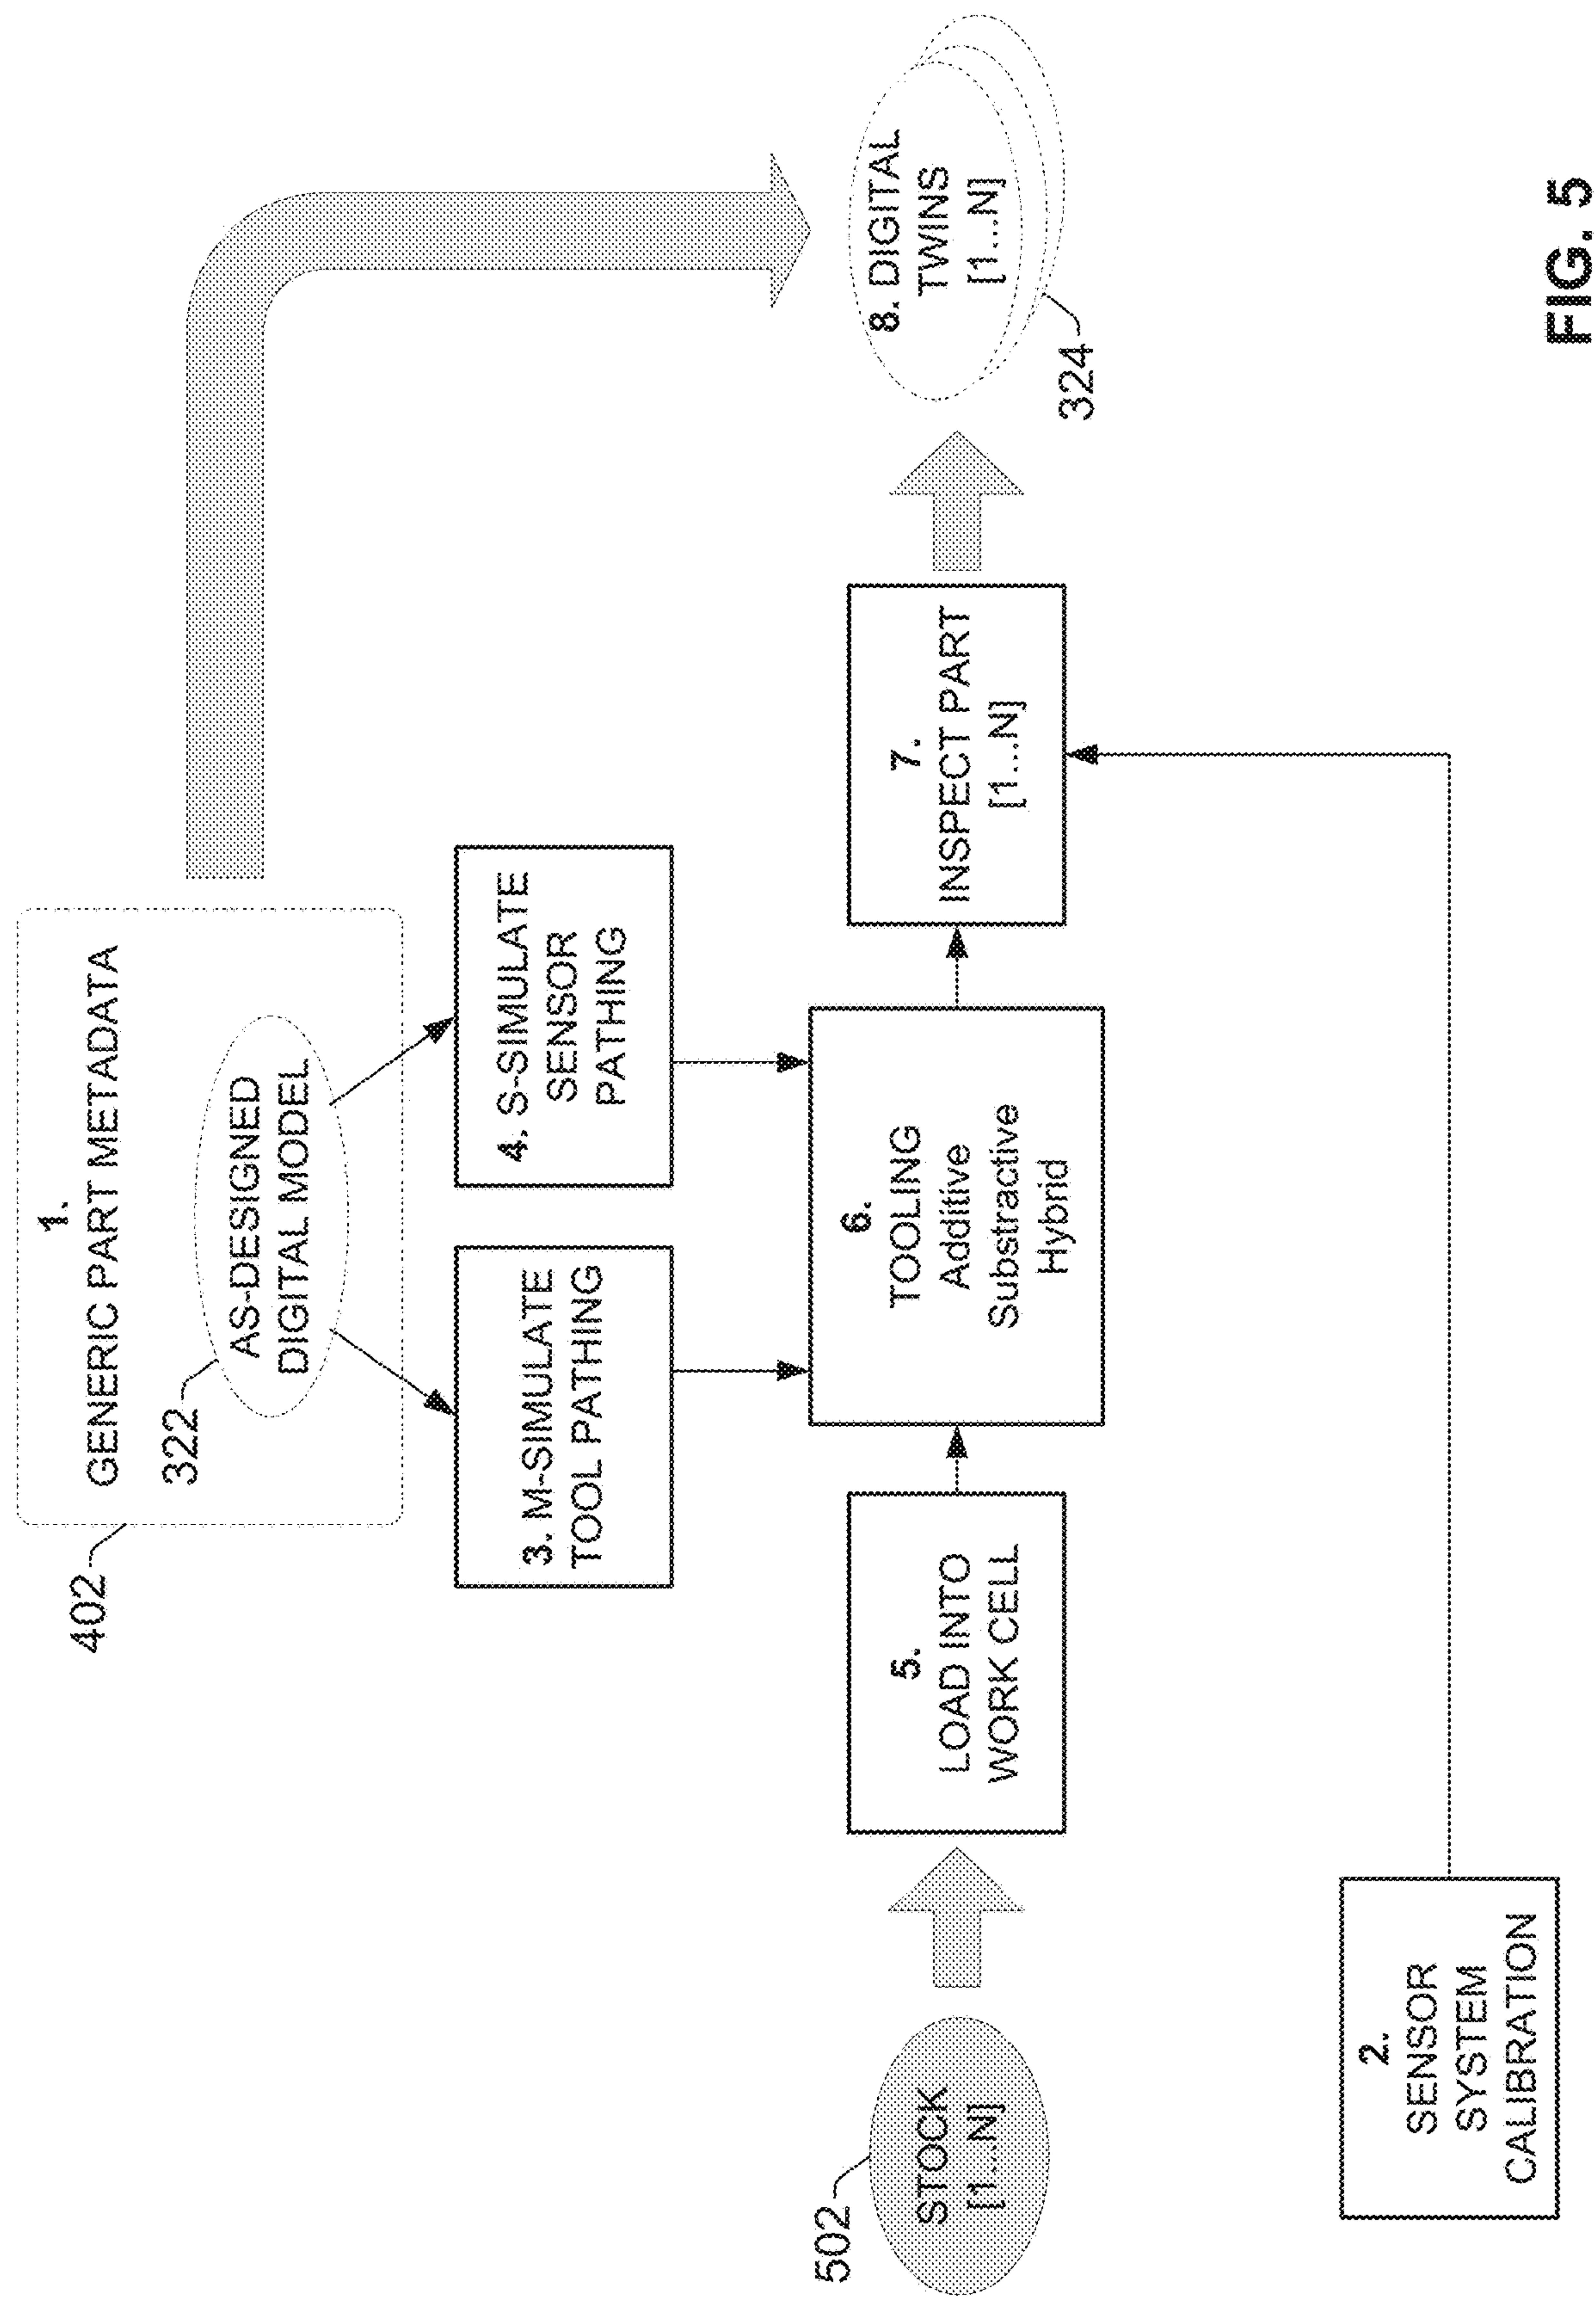 402
1.
GENERIC PART METADATA
322
AS-DESIGNED
DIGITAL MODEL
3. M-SIMULATE
TOOL PATHING
4. S-SIMULATE
SENSOR
PATHING
502
STOCK
[1...N]
5.
LOAD INTO
WORK CELL
6.
TOOLING
Additive
Substractive
Hybrid
7.
INSPECT PART
[1...N]
8. DIGITAL
TWINS
[1...N]
324
2.
SENSOR
SYSTEM
CALIBRATION
FIG. 5